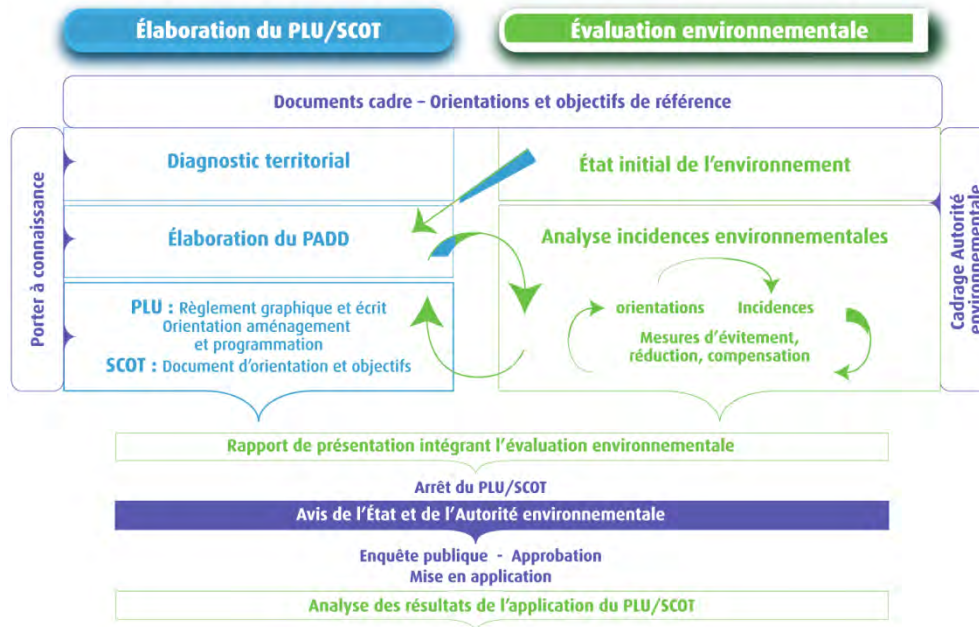 Élaboration du PLU/SCOT
Évaluation environnementale
Documents cadre – Orientations et objectifs de référence
Porter à connaissance
Diagnostic territorial
État initial de l'environnement
Élaboration du PADD
Analyse incidences environnementales
PLU : Règlement graphique et écrit
Orientation aménagement
et programmation
SCOT : Document d'orientation et objectifs
orientations
Incidences
Mesures d'évitement,
réduction, compensation
Cadrage Autorité
environnementale
Rapport de présentation intégrant l'évaluation environnementale
Arrêt du PLU/SCOT
Avis de l'État et de l'Autorité environnementale
Enquête publique - Approbation
Mise en application
Analyse des résultats de l'application du PLU/SCOT